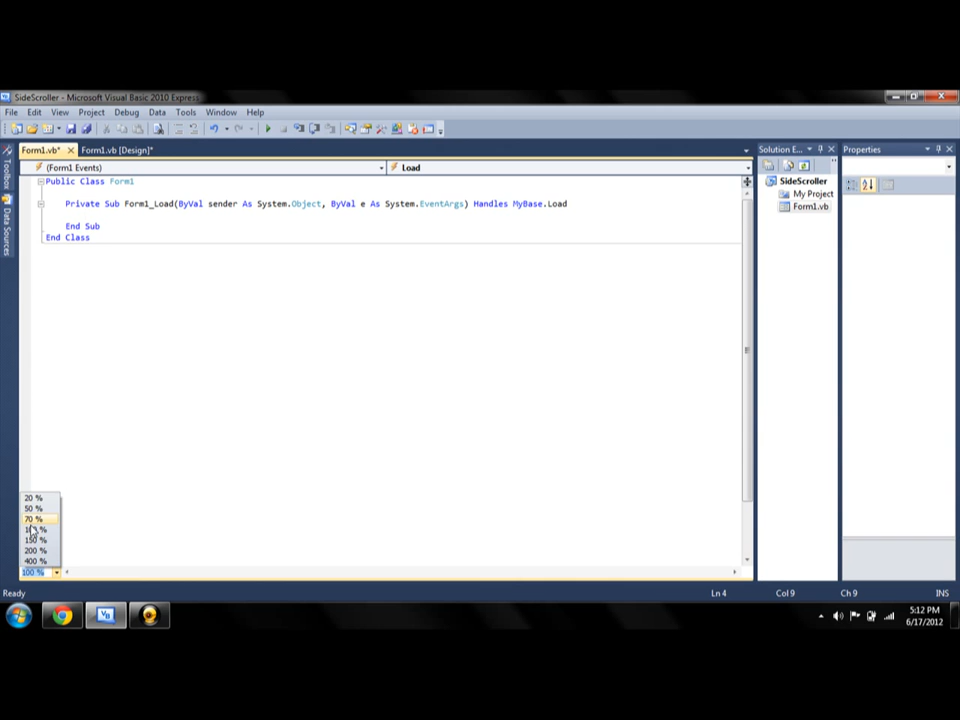 SideScroller - Microsoft Visual Basic 2010 Express
File Edit View Project Debug Data Tools Window Help
Form1.vb* Form1.vb [Design]*
Solution E...
Properties
Toolbox
Data Sources
(Form1 Events)
Load
Public Class Form1
Private Sub Form1_Load(ByVal sender As System.Object, ByVal e As System.EventArgs) Handles MyBase.Load
End Sub
End Class
SideScroller
My Project
Form1.vb
20 %
50 %
70 %
150 %
200 %
400 %
100 %
Ready
Ln 4
Col 9
Ch 9
INS
5:12 PM
6/17/2012